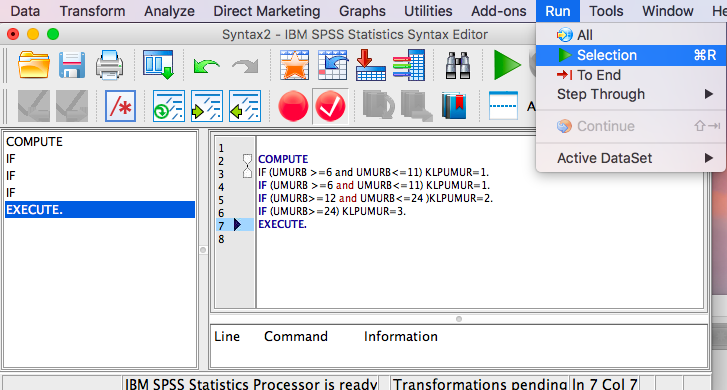 Data Transform Analyze Direct Marketing Graphs Utilities Add-ons Run Tools Window He
Syntax2 - IBM SPSS Statistics Syntax Editor
All
Selection ⌘R
To End
Step Through
Continue ⇧⇥
Active DataSet
A
COMPUTE
IF
IF
IF
EXECUTE.
1
2 COMPUTE
3 IF (UMURB >=6 and UMURB<=11) KLPUMUR=1.
4 IF (UMURB >=6 and UMURB<=11) KLPUMUR=1.
5 IF (UMURB>=12 and UMURB<=24 )KLPUMUR=2.
6 IF (UMURB>=24) KLPUMUR=3.
7 EXECUTE.
8
Line Command Information
IBM SPSS Statistics Processor is ready Transformations pending In 7 Col 7